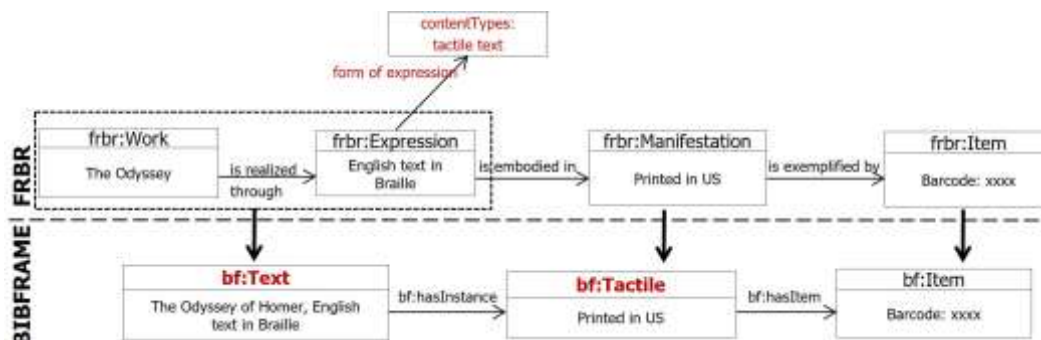 contentTypes:
tactile text
form of expression
frbr:Work
The Odyssey
is realized
through
frbr:Expression
English text in
Braille
is embodied in
frbr:Manifestation
Printed in US
is exemplified by
frbr:Item
Barcode: xxxx
FRBR
BIBFRAME
bf:Text
The Odyssey of Homer, English
text in Braille
bf:hasInstance
bf:Tactile
Printed in US
bf:hasItem
bf:Item
Barcode: xxxx